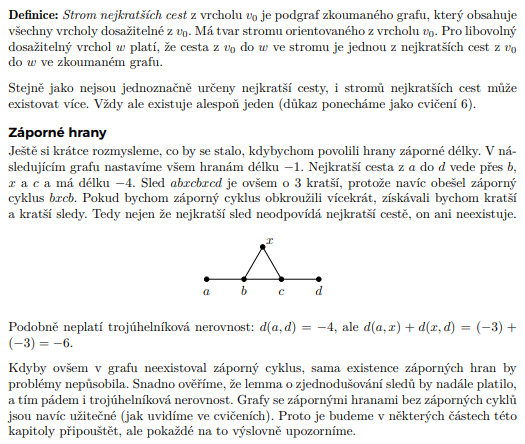 Definice: Strom nejkratších cest z vrcholu v₀ je podgraf zkoumaného grafu, který obsahuje
všechny vrcholy dosažitelné z v₀. Má tvar stromu orientovaného z vrcholu v₀. Pro libovolný
dosažitelný vrchol w platí, že cesta z v₀ do w ve stromu je jednou z nejkratších cest z v₀
do w ve zkoumaném grafu.
Stejně jako nejsou jednoznačně určeny nejkratší cesty, i stromů nejkratších cest může
existovat více. Vždy ale existuje alespoň jeden (důkaz ponecháme jako cvičení 6).
Záporné hrany
Ještě si krátce rozmysleme, co by se stalo, kdybychom povolili hrany záporné délky. V ná-
sledujícím grafu nastavíme všem hranám délku −1. Nejkratší cesta z a do d vede přes b,
x a c a má délku −4. Sled abxcbxcd je ovšem o 3 kratší, protože navíc obešel záporný
cyklus bxcb. Pokud bychom záporný cyklus obkroužili vícekrát, získávali bychom kratší
a kratší sledy. Tedy nejen že nejkratší sled neodpovídá nejkratší cestě, on ani neexistuje.
x
a b c d
Podobně neplatí trojúhelníková nerovnost: d(a, d) = −4, ale d(a, x) + d(x, d) = (−3) +
(−3) = −6.
Kdyby ovšem v grafu neexistoval záporný cyklus, sama existence záporných hran by
problémy nepůsobila. Snadno ověříme, že lemma o zjednodušování sledů by nadále platilo,
a tím pádem i trojúhelníková nerovnost. Grafy se zápornými hranami bez záporných cyklů
jsou navíc užitečné (jak uvidíme ve cvičeních). Proto je budeme v některých částech této
kapitoly připouštět, ale pokaždé na to výslovně upozorníme.